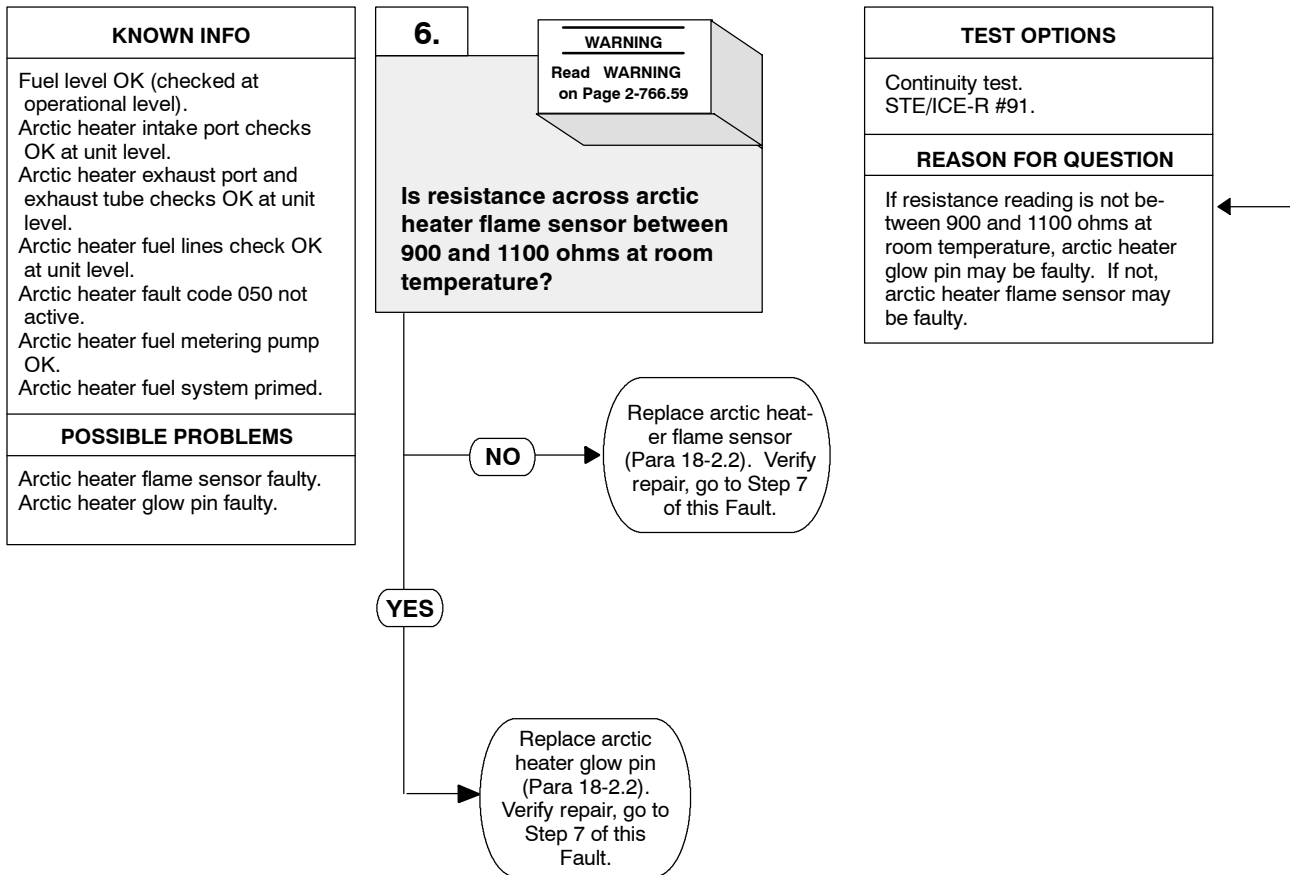 KNOWN INFO
Fuel level OK (checked at
operational level).
Arctic heater intake port checks
OK at unit level.
Arctic heater exhaust port and
exhaust tube checks OK at unit
level.
Arctic heater fuel lines check OK
at unit level.
Arctic heater fault code 050 not
active.
Arctic heater fuel metering pump
OK.
Arctic heater fuel system primed.
POSSIBLE PROBLEMS
Arctic heater flame sensor faulty.
Arctic heater glow pin faulty.
6.
WARNING
Read WARNING
on Page 2-766.59
Is resistance across arctic
heater flame sensor between
900 and 1100 ohms at room
temperature?
TEST OPTIONS
Continuity test.
STE/ICE-R #91.
REASON FOR QUESTION
If resistance reading is not be-
tween 900 and 1100 ohms at
room temperature, arctic heater
glow pin may be faulty. If not,
arctic heater flame sensor may
be faulty.
NO
Replace arctic heat-
er flame sensor
(Para 18-2.2). Verify
repair, go to Step 7
of this Fault.
YES
Replace arctic
heater glow pin
(Para 18-2.2).
Verify repair, go to
Step 7 of this
Fault.